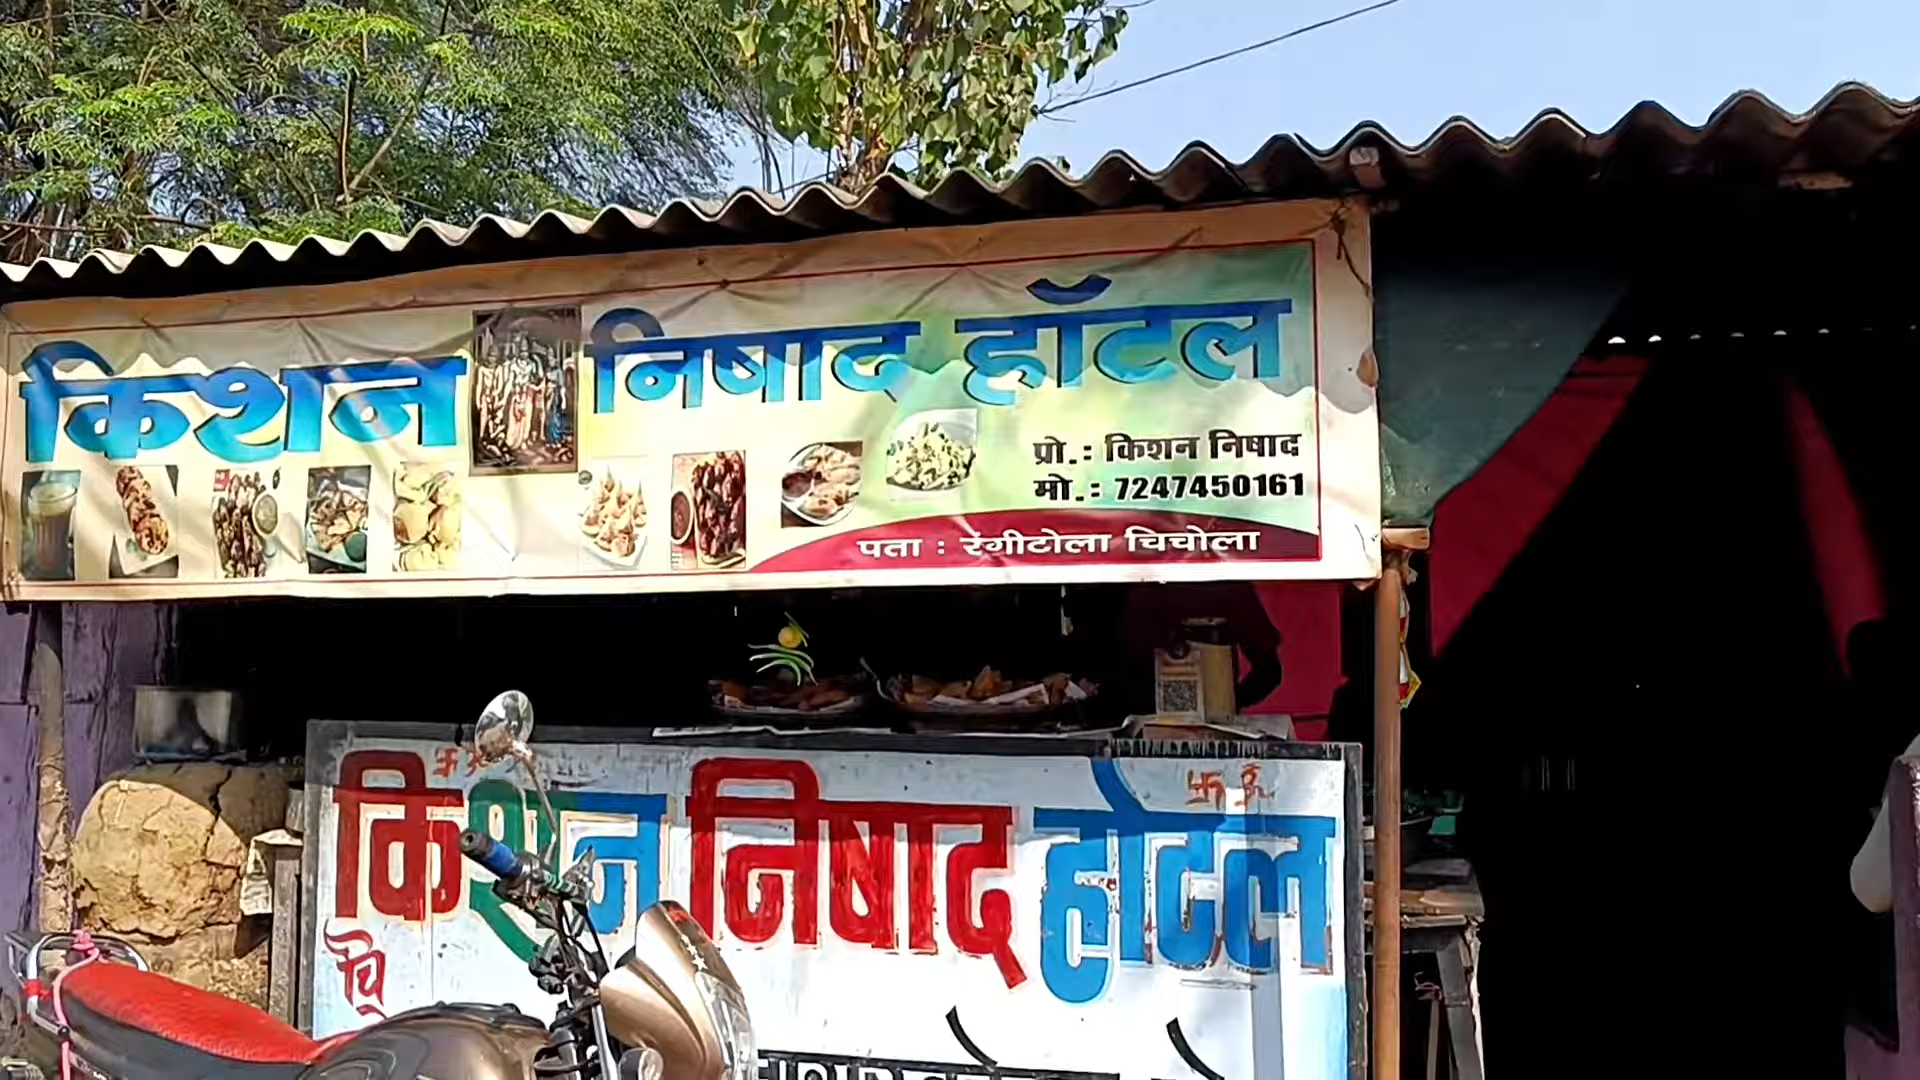 किशन निषाद हॉटल
प्रो.: किशन निषाद
मो.: 7247450161
पता : रेंगीटोला चिचोला
किशन निषाद होटल